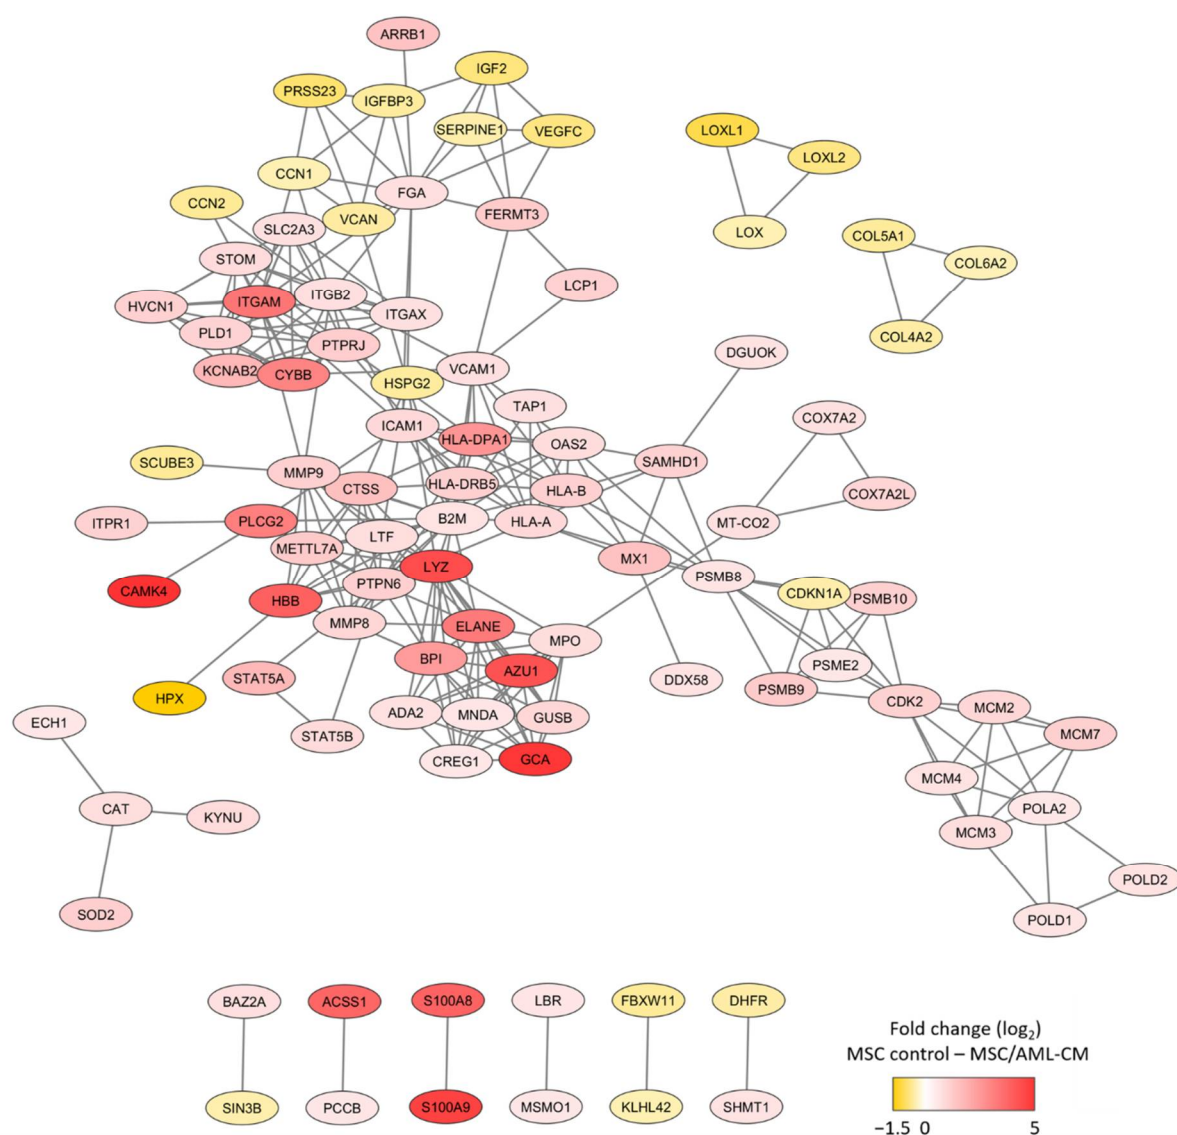 ARRB1
IGF2
PRSS23
IGFBP3
SERPINE1
VEGFC
LOXL1
LOXL2
CCN1
FGA
CCN2
VCAN
FERMT3
SLC2A3
LOX
COL5A1
STOM
COL6A2
LCP1
HVCN1
ITGAM
ITGB2
ITGAX
PLD1
PTPRJ
COL4A2
KCNAB2
CYBB
HSPG2
VCAM1
DGUOK
TAP1
COX7A2
ICAM1
HLA-DPA1
OAS2
SCUBE3
MMP9
SAMHD1
CTSS
HLA-DRB5
HLA-B
COX7A2L
ITPR1
PLCG2
B2M
HLA-A
MT-CO2
LTF
METTL7A
MX1
LYZ
PSMB8
CAMK4
PTPN6
CDKN1A
PSMB10
HBB
MMP8
ELANE
MPO
BPI
AZU1
PSME2
STAT5A
DDX58
PSMB9
HPX
CDK2
MCM2
ADA2
MNDA
GUSB
ECH1
STAT5B
MCM7
CREG1
GCA
MCM4
CAT
KYNU
POLA2
MCM3
POLD2
SOD2
POLD1
BAZ2A
ACSS1
S100A8
LBR
FBXW11
DHFR
SIN3B
PCCB
S100A9
MSMO1
KLHL42
SHMT1
Fold change (log₂)
MSC control – MSC/AML-CM
−1.5 0 5